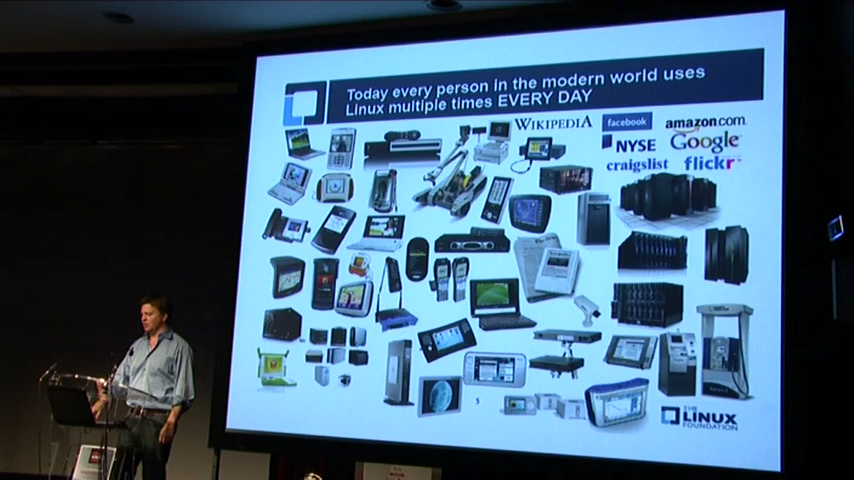 Today every person in the modern world uses
Linux multiple times EVERY DAY
WIKIPEDIA
facebook
amazon.com
NYSE
Google
craigslist
flickr
THE
LINUX
FOUNDATION